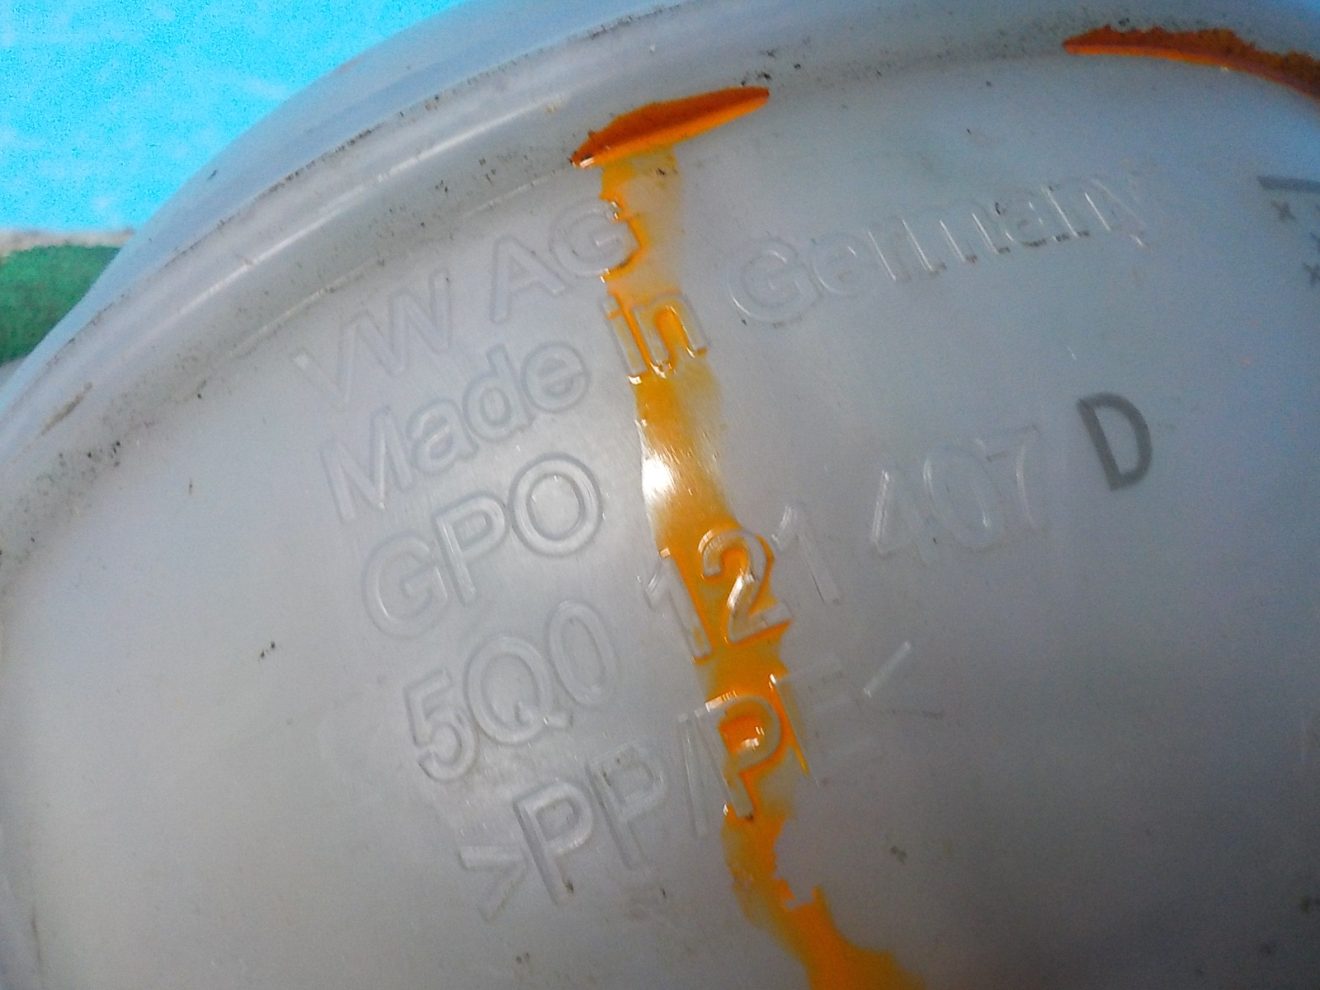 VW AG
Made in Germany
GPO
5Q0 121 407 D
>PP/PE<